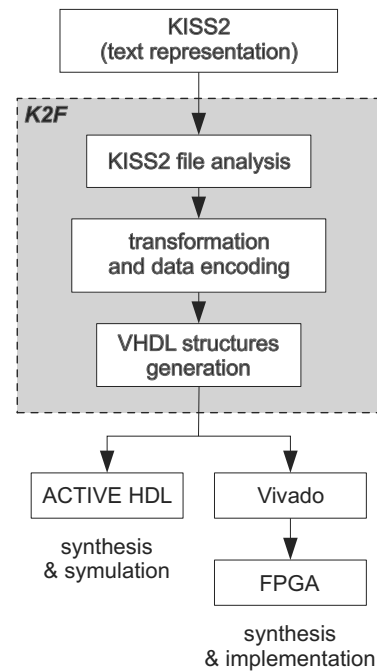 KISS2
(text representation)
K2F
KISS2 file analysis
transformation
and data encoding
VHDL structures
generation
ACTIVE HDL
Vivado
synthesis
& symulation
FPGA
synthesis
& implementation